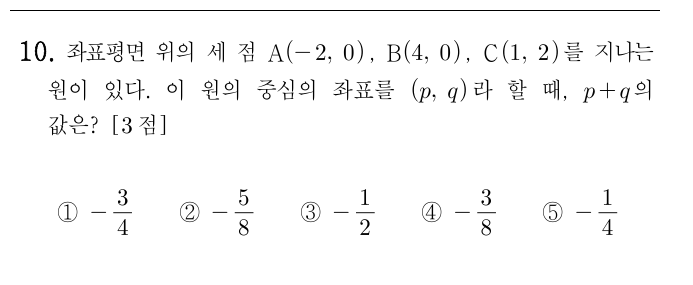 10. 좌표평면 위의 세 점 A(−2, 0), B(4, 0), C(1, 2)를 지나는
원이 있다. 이 원의 중심의 좌표를 (p, q)라 할 때, p+q의
값은? [3점]
① −3/4 ② −5/8 ③ −1/2 ④ −3/8 ⑤ −1/4